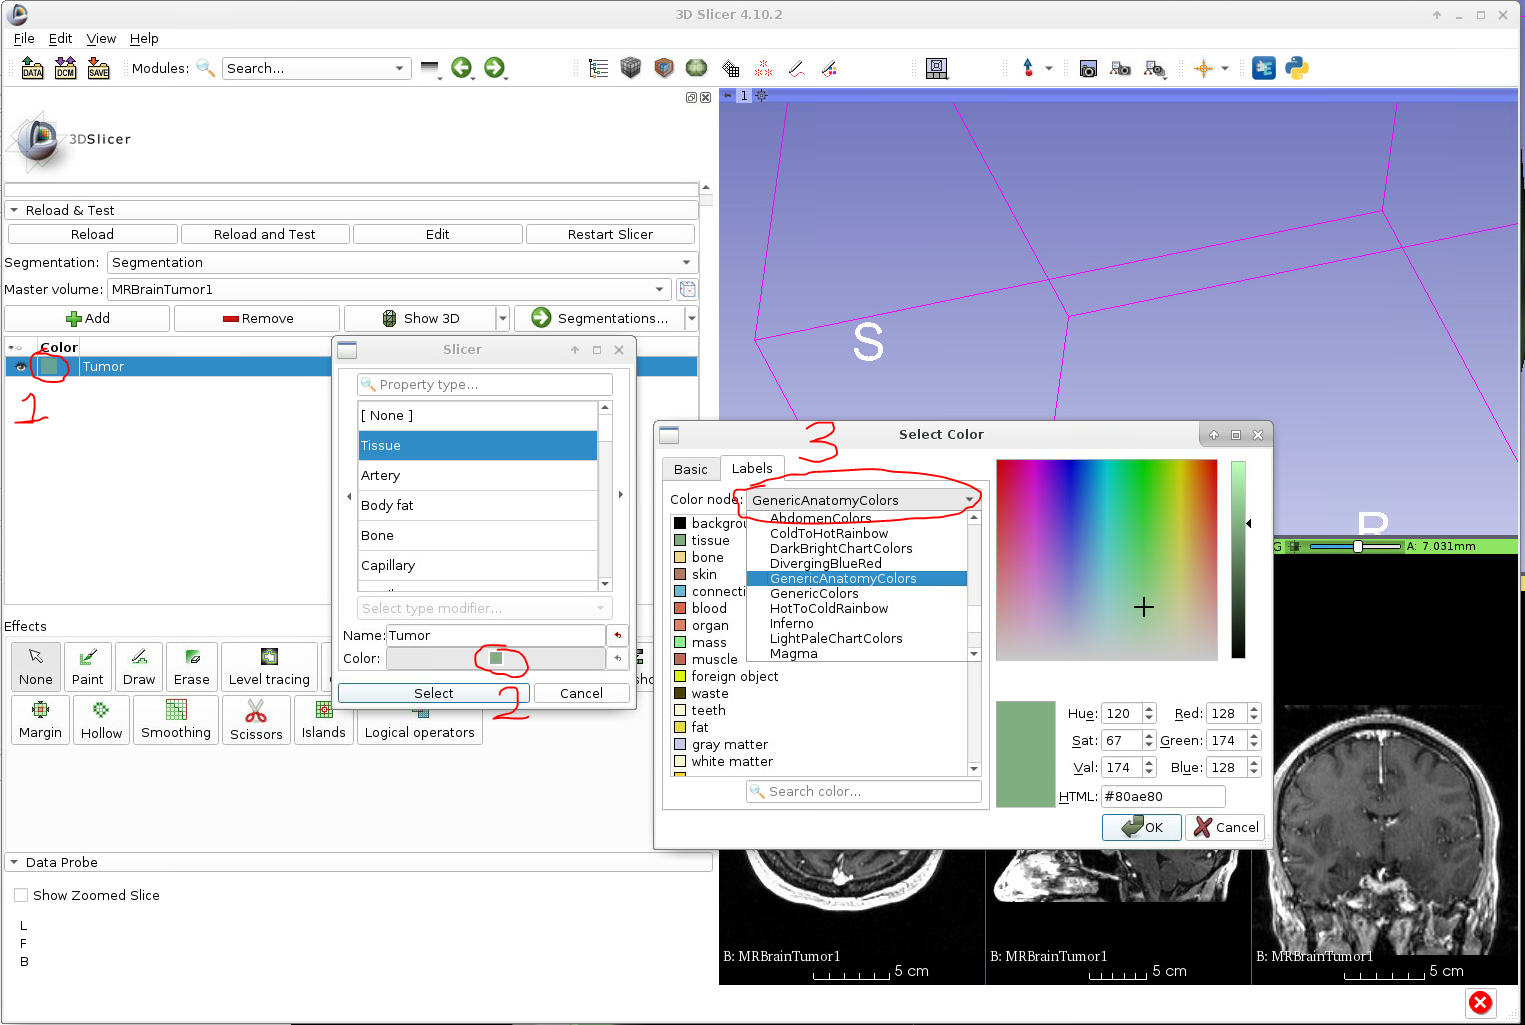 3D Slicer 4.10.2
File Edit View Help
DATA DCM SAVE Modules: Search...
1
3DSlicer
Reload & Test
Reload Reload and Test Edit Restart Slicer
Segmentation: Segmentation
Master volume: MRBrainTumor1
Add Remove Show 3D Segmentations...
Color
Tumor
1
Slicer
Property type...
[ None ]
Tissue
Artery
Body fat
Bone
Capillary
Select type modifier...
Name: Tumor
Color:
Select Cancel
2
Effects
None Paint Draw Erase Level tracing
Margin Hollow Smoothing Scissors Islands Logical operators
Data Probe
Show Zoomed Slice
L
F
B
S
R
G A: 7.031mm
Select Color
3
Basic Labels
Color node: GenericAnatomyColors
AbdomenColors
ColdToHotRainbow
DarkBrightChartColors
DivergingBlueRed
GenericAnatomyColors
GenericColors
HotToColdRainbow
Inferno
LightPaleChartColors
Magma
backgrou
tissue
bone
skin
connecti
blood
organ
mass
muscle
foreign object
waste
teeth
fat
gray matter
white matter
Search color...
Hue: 120 Red: 128
Sat: 67 Green: 174
Val: 174 Blue: 128
HTML: #80ae80
OK Cancel
B: MRBrainTumor1 B: MRBrainTumor1 B: MRBrainTumor1
5 cm 5 cm 5 cm